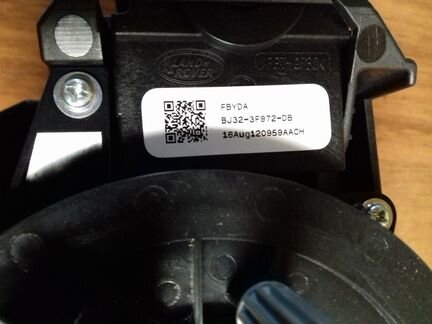 LAND
ROVER
FBYDA
BJ32-3F972-DB
16Aug120959AACH